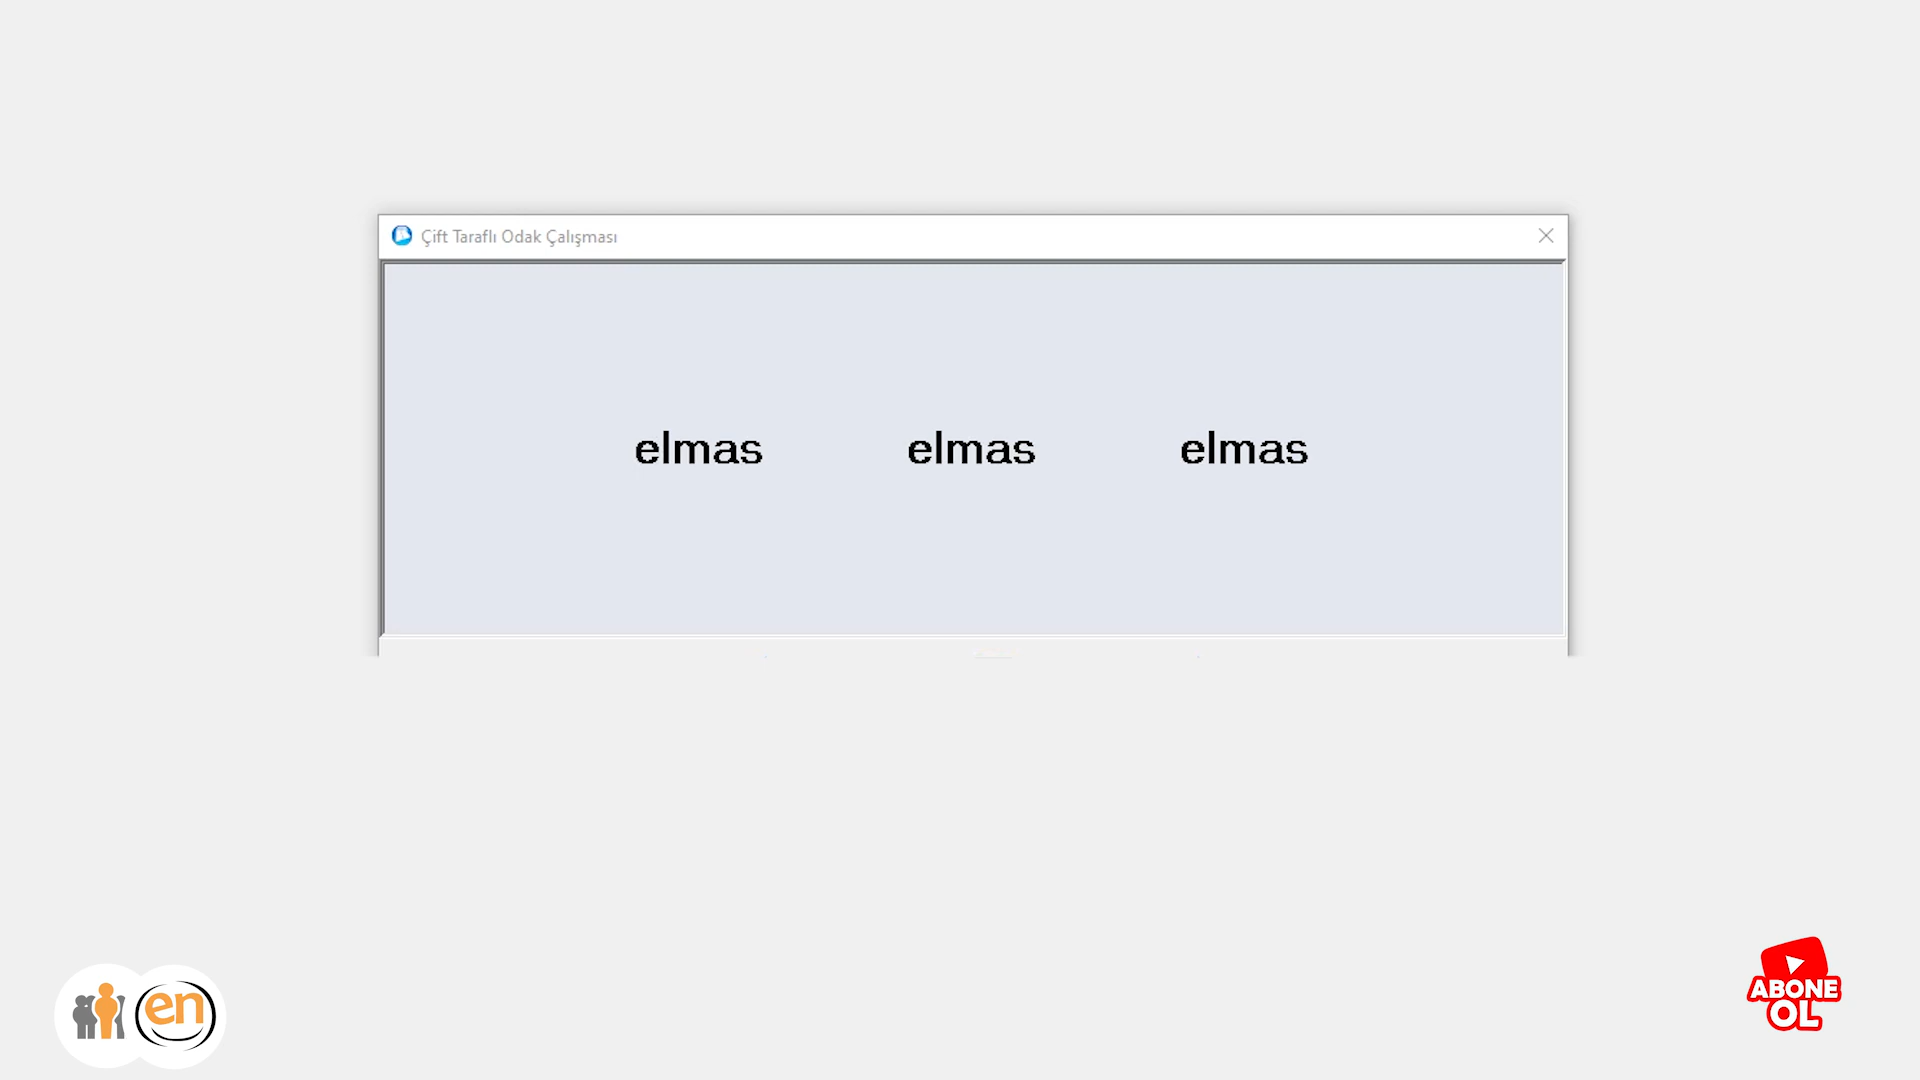 Çift Taraflı Odak Çalışması
elmas elmas elmas
en
ABONE
OL